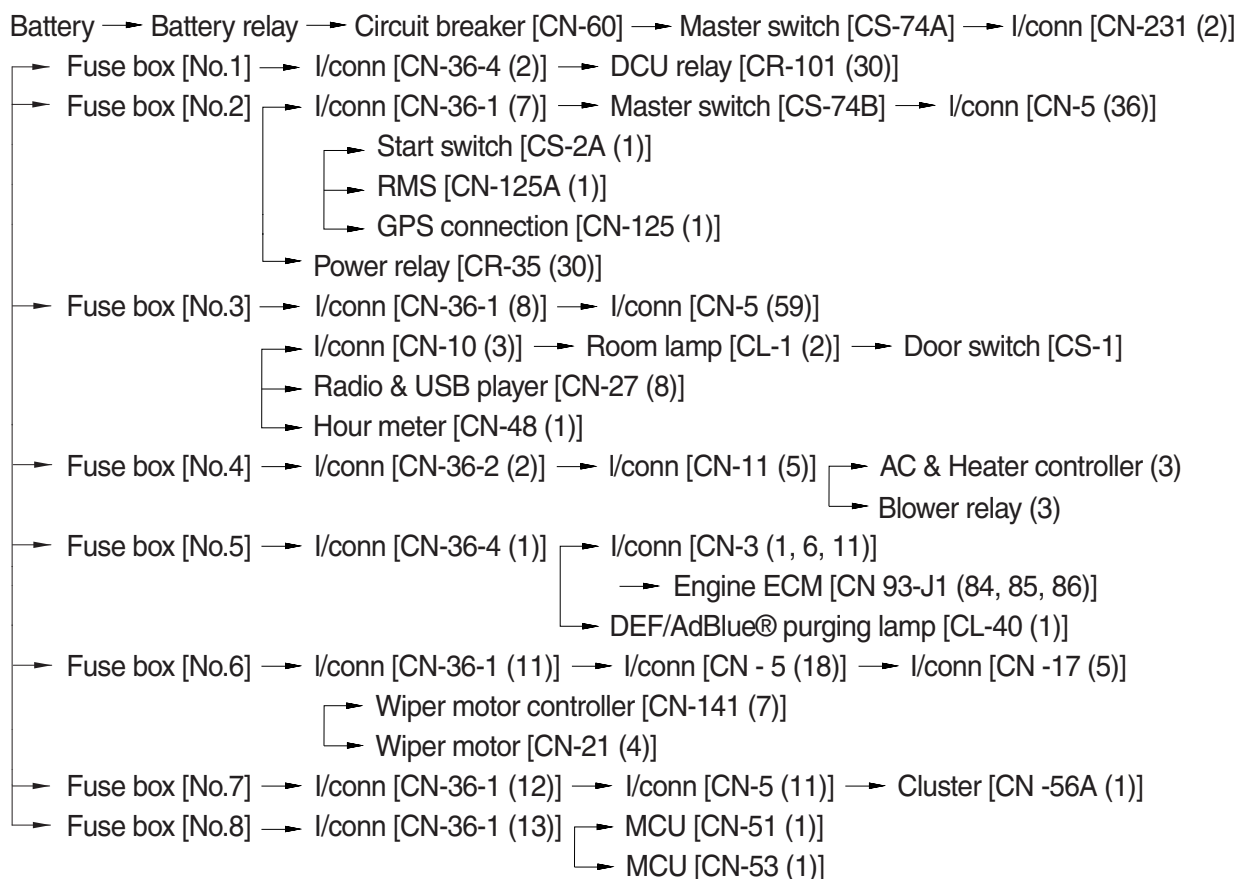 Battery → Battery relay → Circuit breaker [CN-60] → Master switch [CS-74A] → I/conn [CN-231 (2)]
→ Fuse box [No.1] → I/conn [CN-36-4 (2)] → DCU relay [CR-101 (30)]
→ Fuse box [No.2] → I/conn [CN-36-1 (7)] → Master switch [CS-74B] → I/conn [CN-5 (36)]
→ Start switch [CS-2A (1)]
→ RMS [CN-125A (1)]
→ GPS connection [CN-125 (1)]
→ Power relay [CR-35 (30)]
→ Fuse box [No.3] → I/conn [CN-36-1 (8)] → I/conn [CN-5 (59)]
→ I/conn [CN-10 (3)] → Room lamp [CL-1 (2)] → Door switch [CS-1]
→ Radio & USB player [CN-27 (8)]
→ Hour meter [CN-48 (1)]
→ Fuse box [No.4] → I/conn [CN-36-2 (2)] → I/conn [CN-11 (5)] → AC & Heater controller (3)
→ Blower relay (3)
→ Fuse box [No.5] → I/conn [CN-36-4 (1)] → I/conn [CN-3 (1, 6, 11)]
→ Engine ECM [CN 93-J1 (84, 85, 86)]
→ DEF/AdBlue® purging lamp [CL-40 (1)]
→ Fuse box [No.6] → I/conn [CN-36-1 (11)] → I/conn [CN - 5 (18)] → I/conn [CN -17 (5)]
→ Wiper motor controller [CN-141 (7)]
→ Wiper motor [CN-21 (4)]
→ Fuse box [No.7] → I/conn [CN-36-1 (12)] → I/conn [CN-5 (11)] → Cluster [CN -56A (1)]
→ Fuse box [No.8] → I/conn [CN-36-1 (13)] → MCU [CN-51 (1)]
→ MCU [CN-53 (1)]